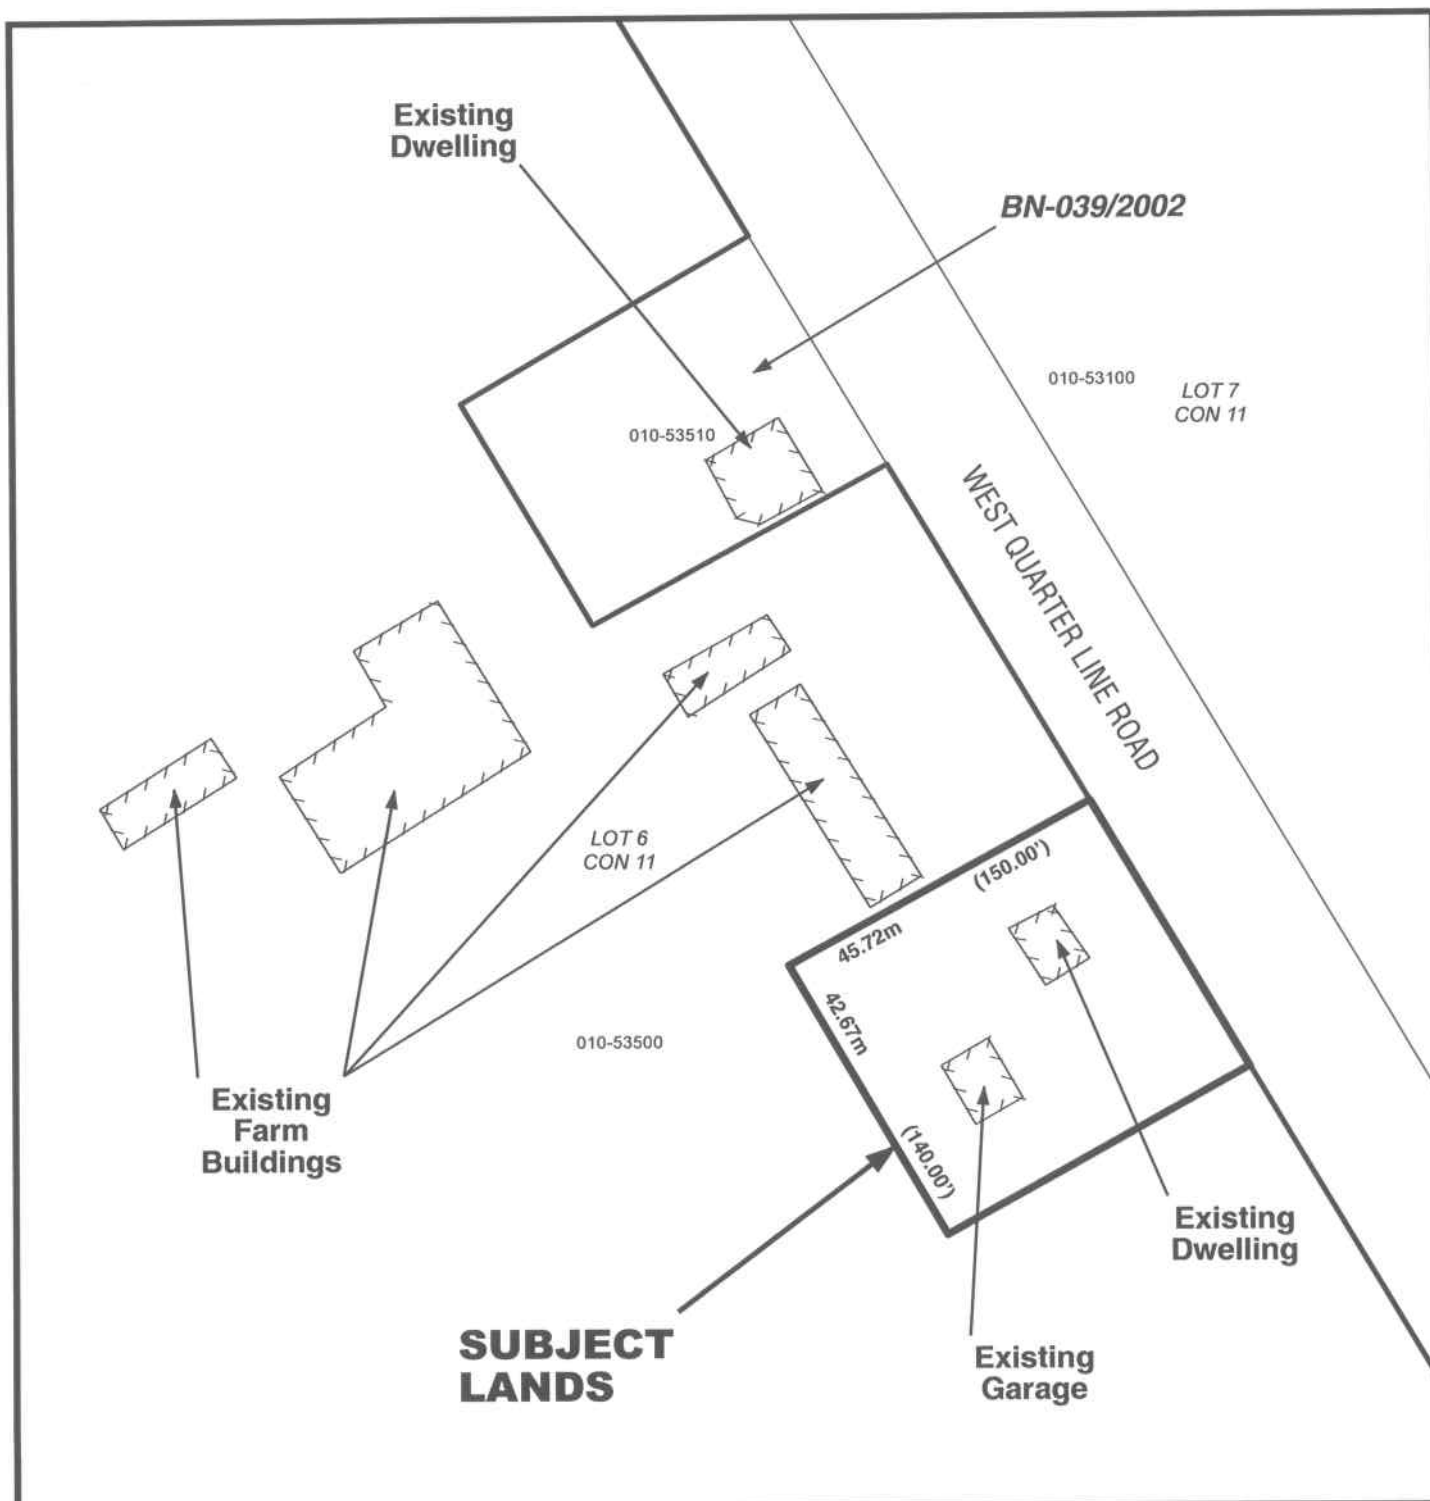 Existing
Dwelling
BN-039/2002
010-53100
LOT 7
CON 11
010-53510
WEST QUARTER LINE ROAD
LOT 6
CON 11
(150.00')
45.72m
42.67m
010-53500
(140.00')
Existing
Farm
Buildings
Existing
Dwelling
SUBJECT
LANDS
Existing
Garage